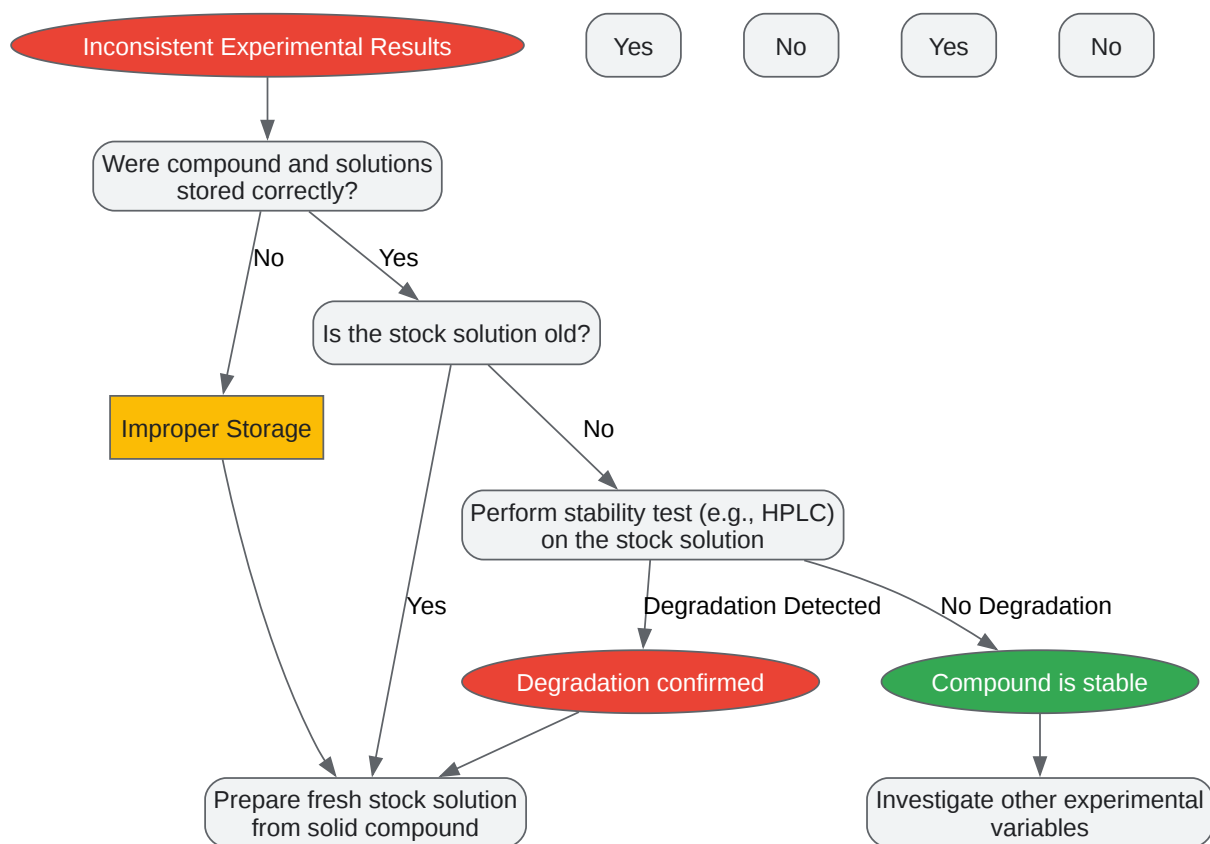 Inconsistent Experimental Results
Yes
No
Yes
No
Were compound and solutions
stored correctly?
No
Yes
Is the stock solution old?
Improper Storage
No
Perform stability test (e.g., HPLC)
on the stock solution
Yes
Degradation Detected
No Degradation
Degradation confirmed
Compound is stable
Prepare fresh stock solution
from solid compound
Investigate other experimental
variables